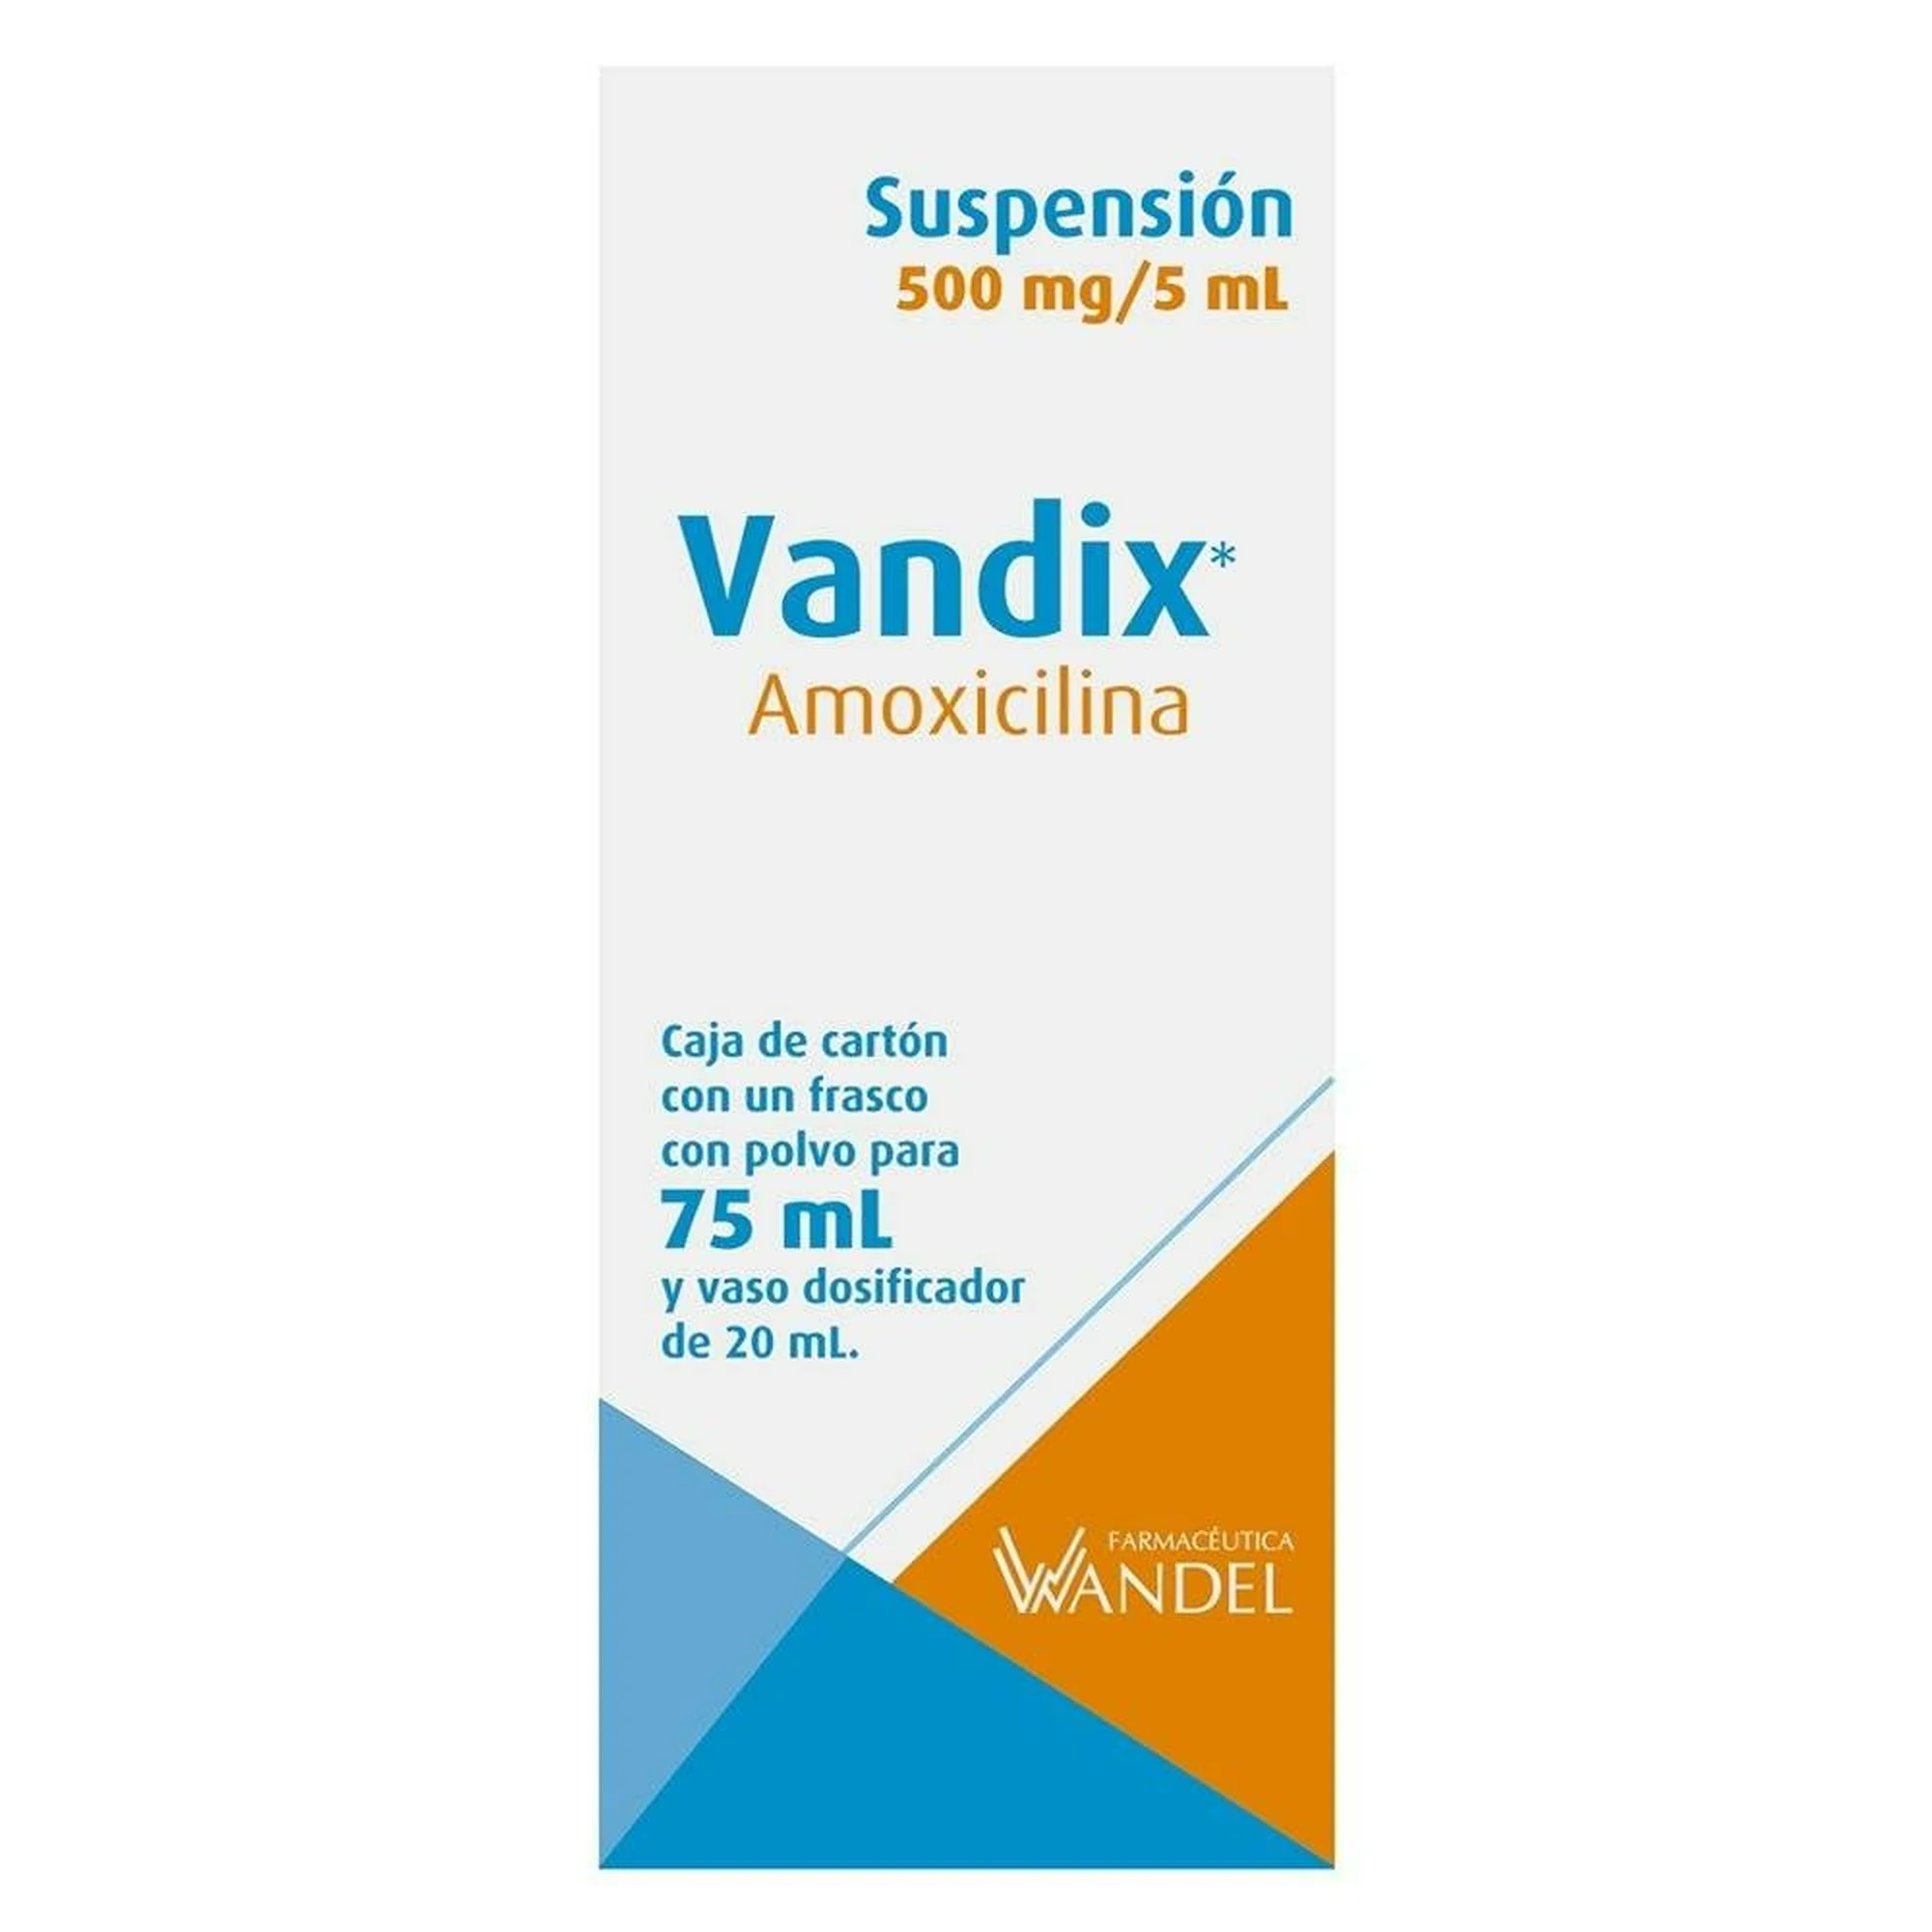 Suspensión
500 mg/5 mL
Vandix*
Amoxicilina
Caja de cartón
con un frasco
con polvo para
75 mL
y vaso dosificador
de 20 mL.
FARMACÉUTICA
WANDEL